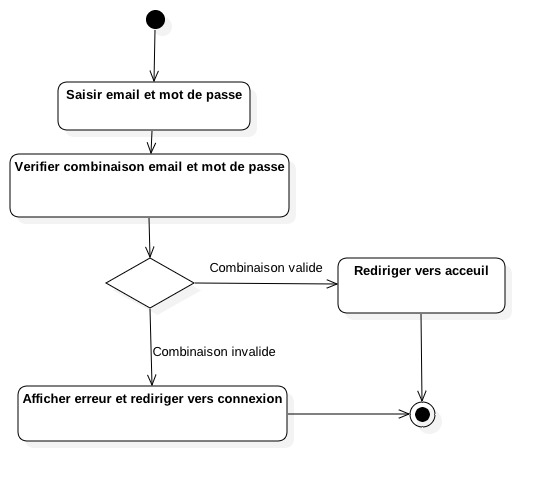 Saisir email et mot de passe
Verifier combinaison email et mot de passe
Combinaison valide
Rediriger vers acceuil
Combinaison invalide
Afficher erreur et rediriger vers connexion